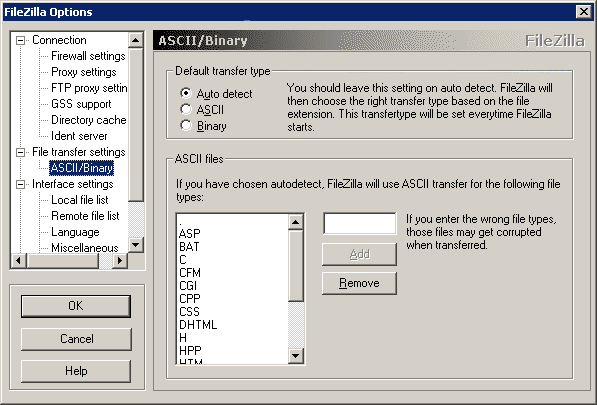 FileZilla Options
Connection
Firewall settings
Proxy settings
FTP proxy settin
GSS support
Directory cache
Ident server
File transfer settings
ASCII/Binary
Interface settings
Local file list
Remote file list
Language
Miscellaneous
OK
Cancel
Help
ASCII/Binary
FileZilla
Default transfer type
Auto detect
ASCII
Binary
You should leave this setting on auto detect. FileZilla will
then choose the right transfer type based on the file
extension. This transfertype will be set everytime FileZilla
starts.
ASCII files
If you have chosen autodetect, FileZilla will use ASCII transfer for the following file
types:
.
ASP
BAT
C
CFM
CGI
CPP
CSS
DHTML
H
HPP
HTM
Add
Remove
If you enter the wrong file types,
those files may get corrupted
when transferred.